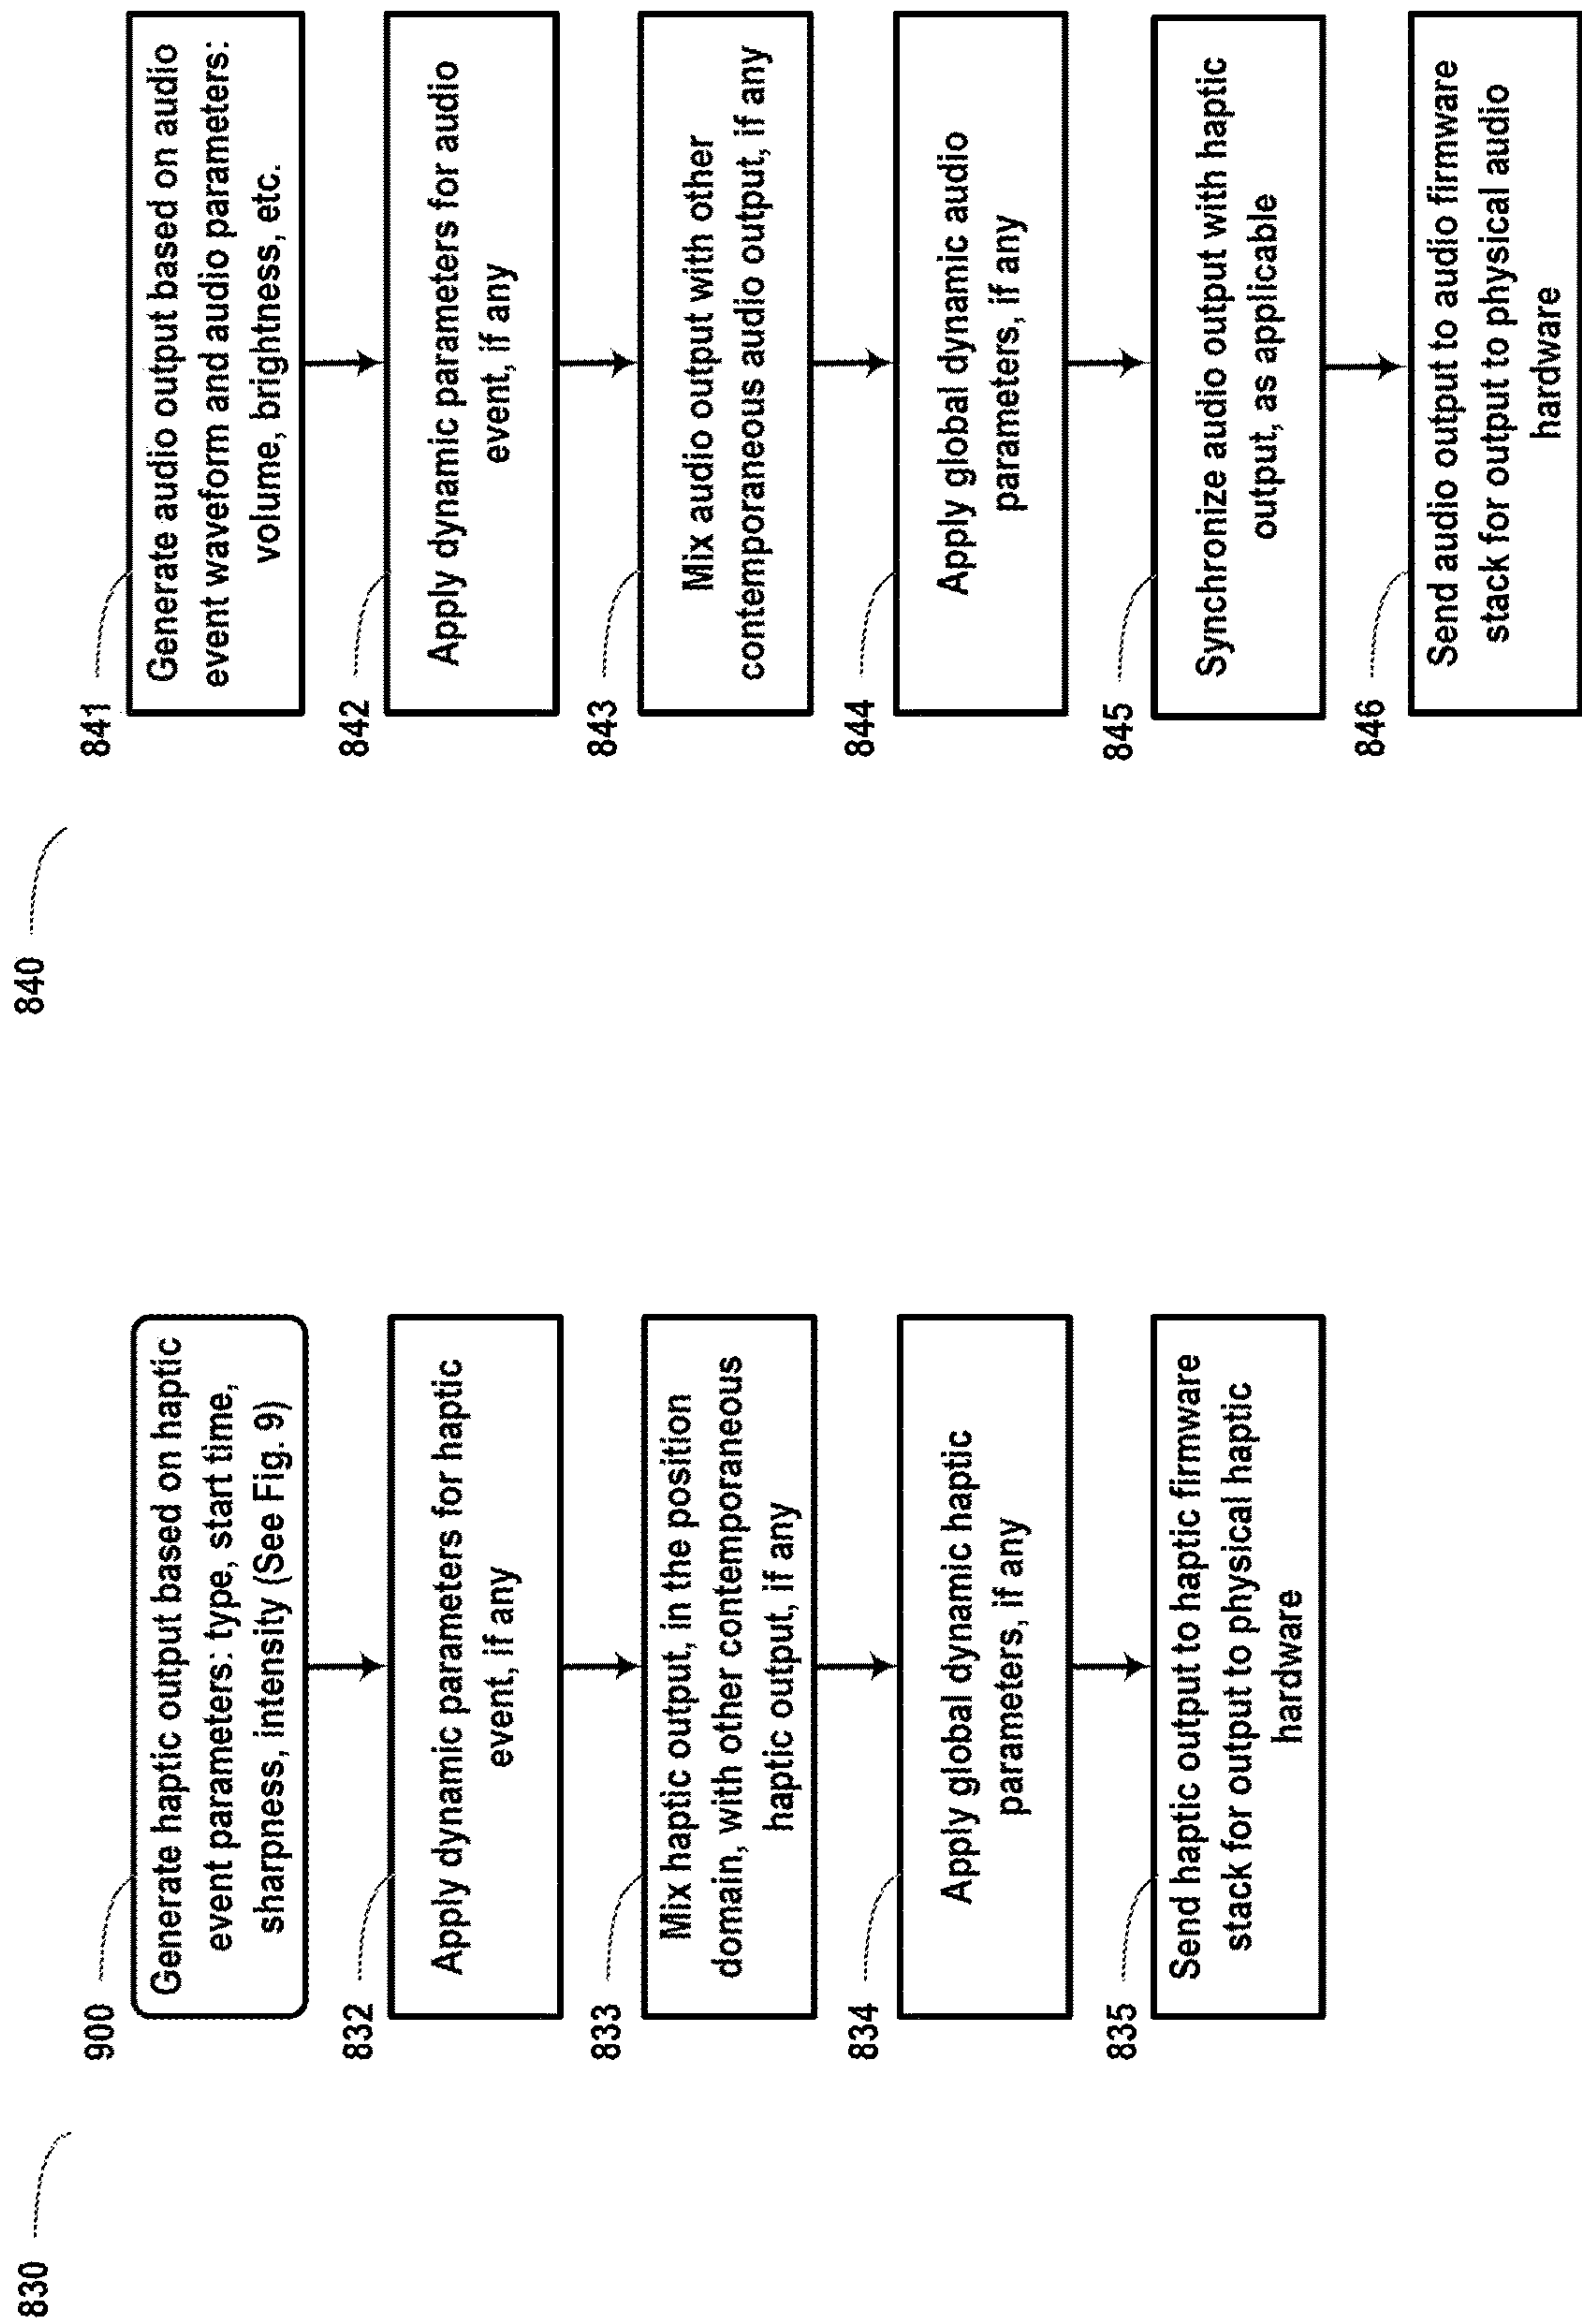 830
900
Generate haptic output based on haptic
event parameters: type, start time,
sharpness, intensity (See Fig. 9)
832
Apply dynamic parameters for haptic
event, if any
833
Mix haptic output, in the position
domain, with other contemporaneous
haptic output, if any
834
Apply global dynamic haptic
parameters, if any
835
Send haptic output to haptic firmware
stack for output to physical haptic
hardware
840
841
Generate audio output based on audio
event waveform and audio parameters:
volume, brightness, etc.
842
Apply dynamic parameters for audio
event, if any
843
Mix audio output with other
contemporaneous audio output, if any
844
Apply global dynamic audio
parameters, if any
845
Synchronize audio output with haptic
output, as applicable
846
Send audio output to audio firmware
stack for output to physical audio
hardware